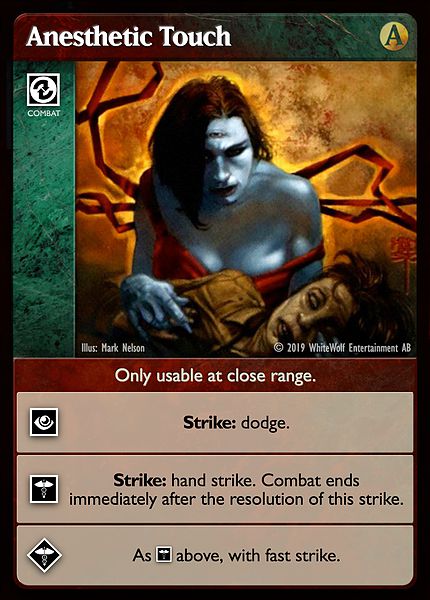 Anesthetic Touch
A
COMBAT
Illus: Mark Nelson
© 2019 WhiteWolf Entertainment AB
Only usable at close range.
Strike: dodge.
Strike: hand strike. Combat ends
immediately after the resolution of this strike.
As above, with fast strike.